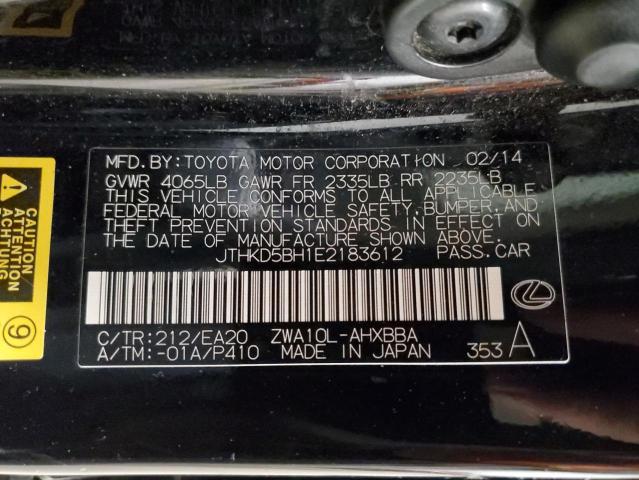 MFD.BY:TOYOTA MOTOR CORPORATION 02/14
GVWR 4065LB GAWR FR 2335LB RR 2235LB
THIS VEHICLE CONFORMS TO ALL APPLICABLE
FEDERAL MOTOR VEHICLE SAFETY,BUMPER,AND
THEFT PREVENTION STANDARDS IN EFFECT ON
THE DATE OF MANUFACTURE SHOWN ABOVE.
JTHKD5BH1E2183612 PASS.CAR
C/TR:212/EA20 ZWA10L-AHXBBA
A/TM:-01A/P410 MADE IN JAPAN 353 A
CAUTION
ATTENTION
9